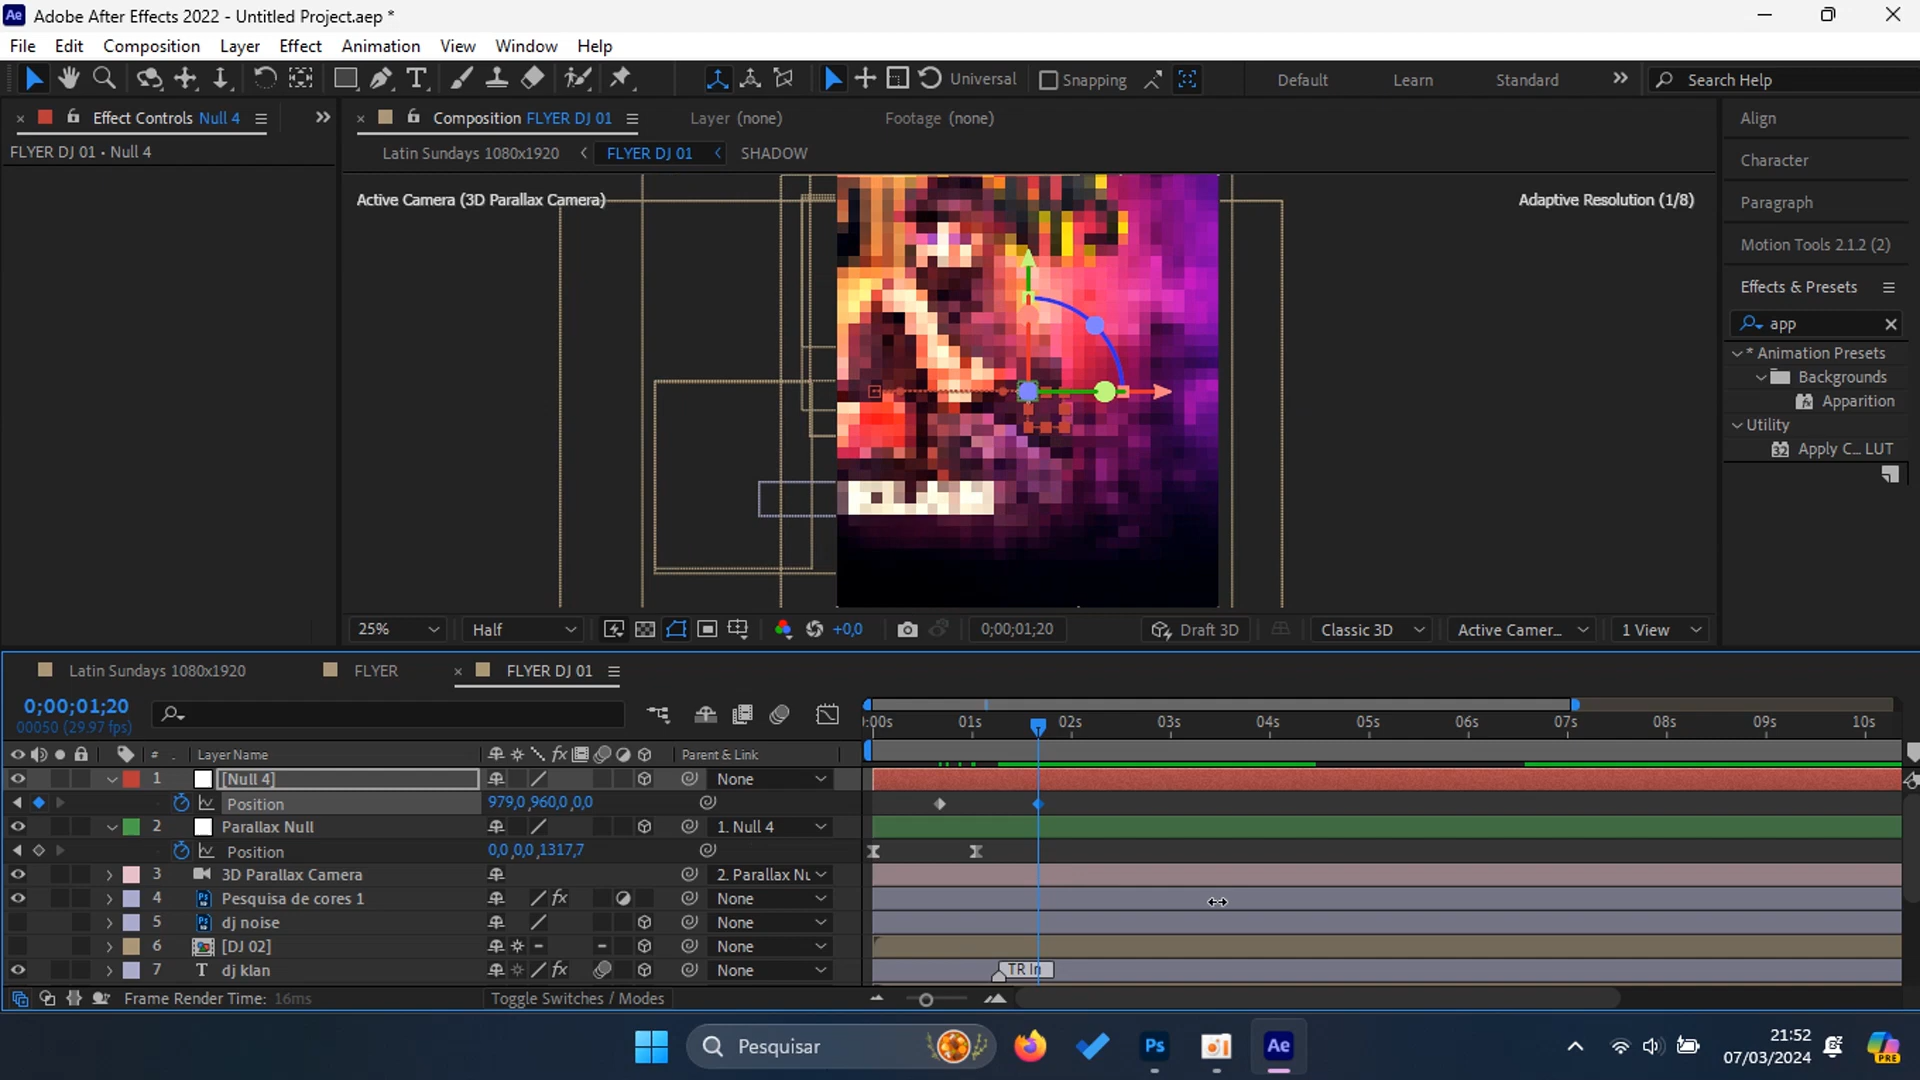 Adobe After Effects 2022 - Untitled Project.aep *
File Edit Composition Layer Effect Animation View Window Help
Universal Snapping Default Learn Standard Search Help
Effect Controls Null 4
Composition FLYER DJ 01
Layer (none)
Footage (none)
Align
FLYER DJ 01 • Null 4
Latin Sundays 1080x1920 FLYER DJ 01 SHADOW
Character
Active Camera (3D Parallax Camera)
Adaptive Resolution (1/8)
Paragraph
Motion Tools 2.1.2 (2)
Effects & Presets
app
* Animation Presets
Backgrounds
Apparition
Utility
Apply C... LUT
25% Half +0,0 0;00;01;20 Draft 3D Classic 3D Active Camer... 1 View
Latin Sundays 1080x1920 FLYER FLYER DJ 01
0;00;01;20
00050 (29.97 fps)
:00s 01s 02s 03s 04s 05s 06s 07s 08s 09s 10s
# Layer Name Parent & Link
1 [Null 4] None
Position 979,0,960,0,0,0
2 Parallax Null 1. Null 4
Position 0,0,0,0,1317,7
3 3D Parallax Camera 2. Parallax Nu
4 Pesquisa de cores 1 None
5 dj noise None
6 [DJ 02] None
7 T dj klan None
TR In
Frame Render Time: 16ms Toggle Switches / Modes
Pesquisar
Ps
Ae
21:52
07/03/2024
PRE